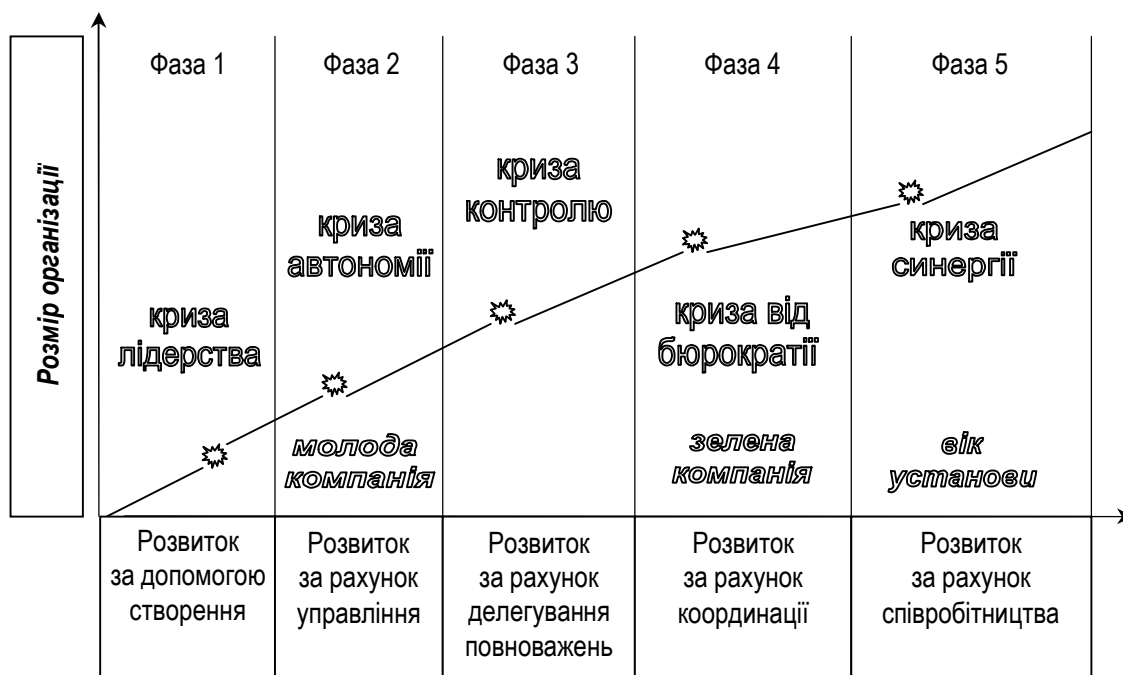 Розмір організації
Фаза 1
Фаза 2
Фаза 3
Фаза 4
Фаза 5
криза
лідерства
криза
автономії
криза
контролю
криза від
бюрократії
криза
синергії
молода
компанія
зелена
компанія
вік
установи
Розвиток
за допомогою
створення
Розвиток
за рахунок
управління
Розвиток
за рахунок
делегування
повноважень
Розвиток
за рахунок
координації
Розвиток
за рахунок
співробітництва